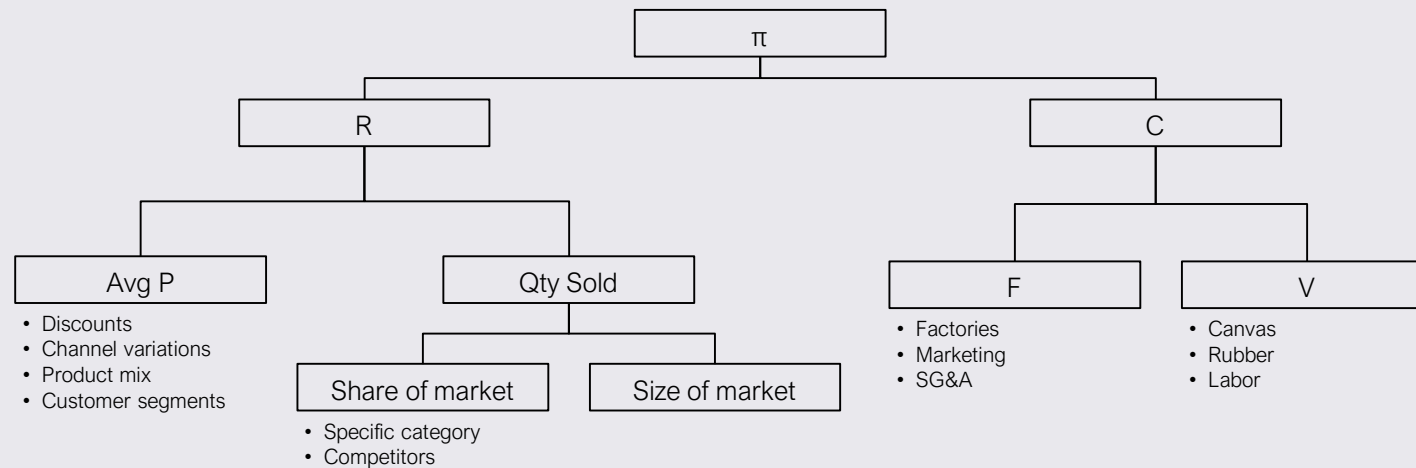 π
R
C
Avg P
• Discounts
• Channel variations
• Product mix
• Customer segments
Qty Sold
Share of market
• Specific category
• Competitors
Size of market
F
• Factories
• Marketing
• SG&A
V
• Canvas
• Rubber
• Labor